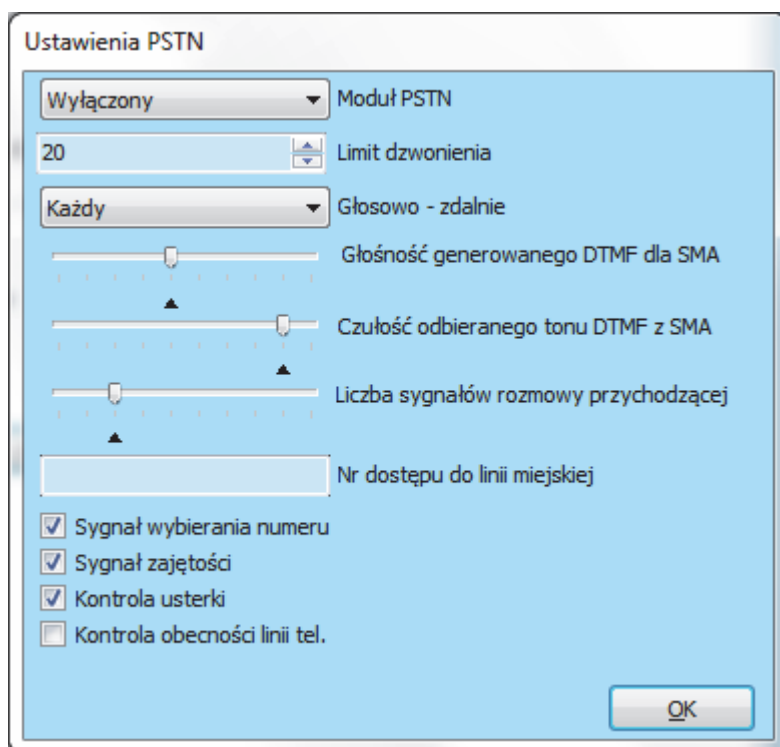 Ustawienia PSTN
Wyłączony Moduł PSTN
20 Limit dzwonienia
Każdy Głosowo - zdalnie
Głośność generowanego DTMF dla SMA
Czułość odbieranego tonu DTMF z SMA
Liczba sygnałów rozmowy przychodzącej
Nr dostępu do linii miejskiej
Sygnał wybierania numeru
Sygnał zajętości
Kontrola usterki
Kontrola obecności linii tel.
OK